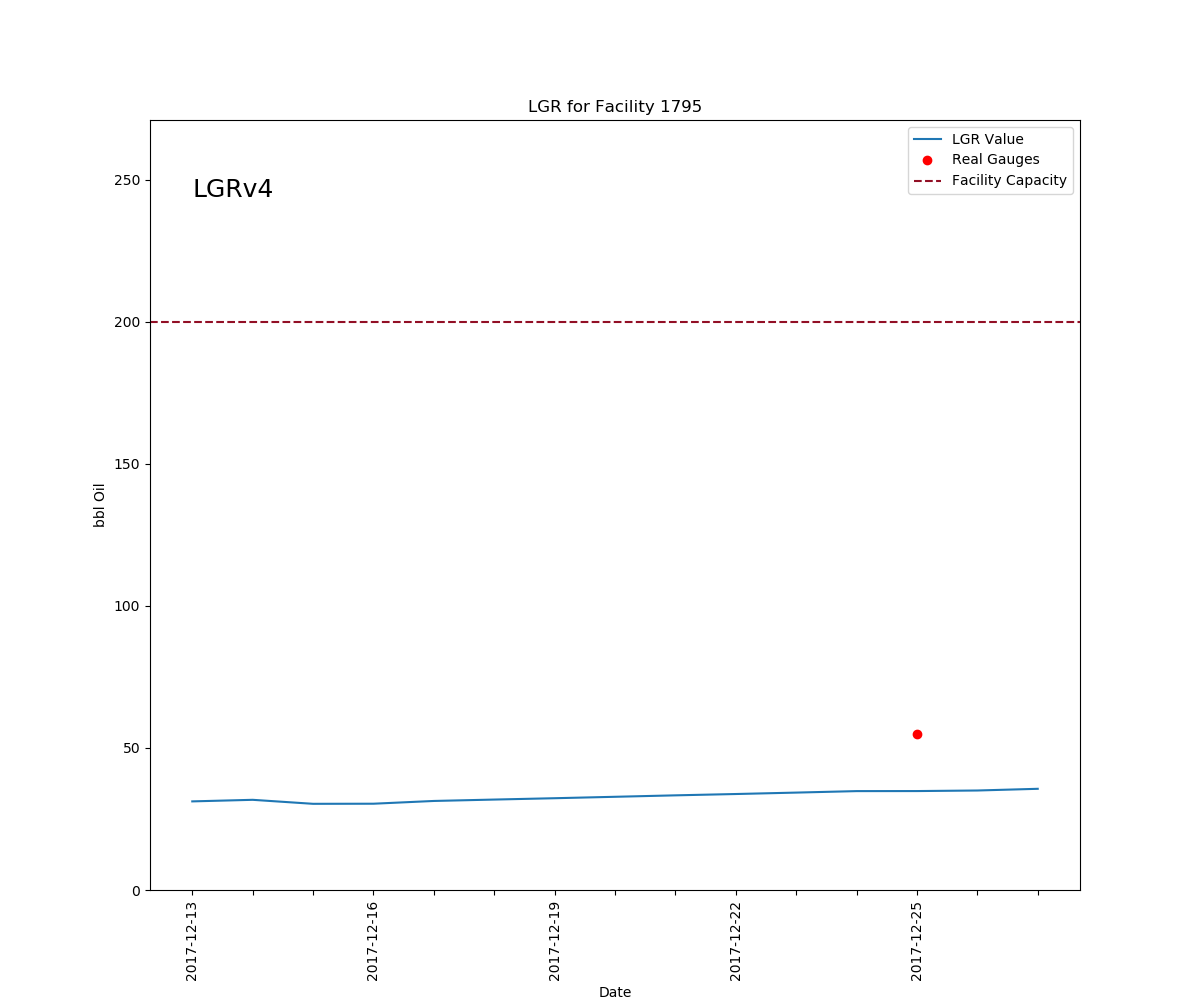 LGR for Facility 1795
LGR Value
Real Gauges
Facility Capacity
LGRv4
250
200
150
100
50
0
bbl Oil
2017-12-13
2017-12-16
2017-12-19
2017-12-22
2017-12-25
Date